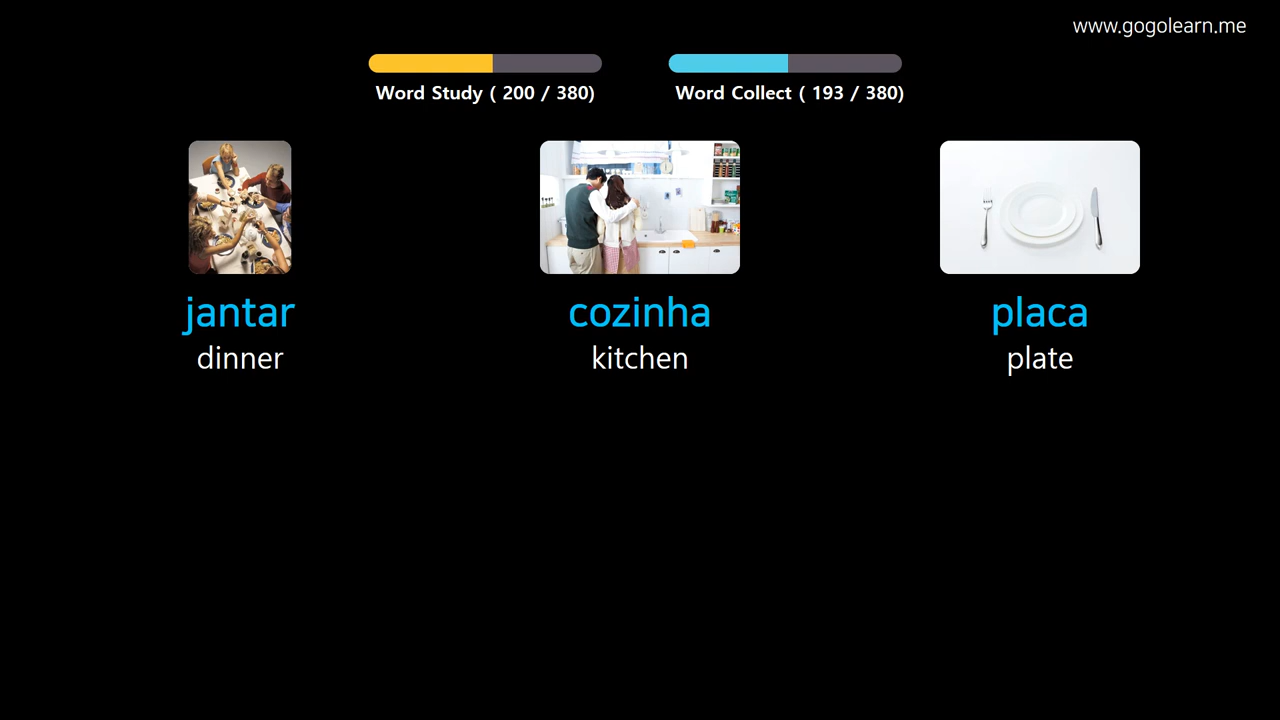 www.gogolearn.me
Word Study ( 200 / 380)
Word Collect ( 193 / 380)
jantar
cozinha
placa
dinner
kitchen
plate